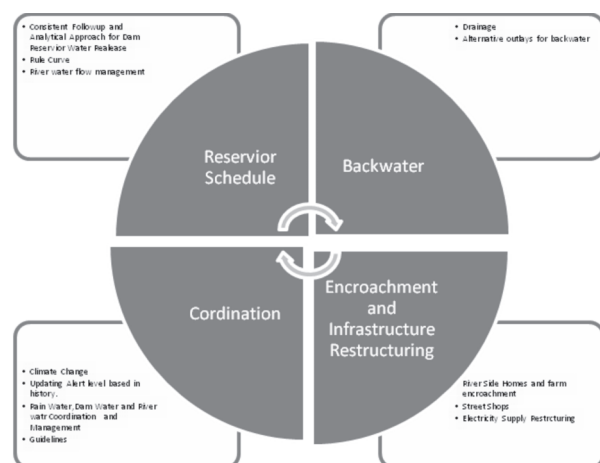 • Consistent Followup and
Analytical Approach for Dam
Reservior Water Realease
• Rule Curve
• River water flow management
• Drainage
• Alternative outlays for backwater
Reservior
Schedule
Backwater
Cordination
Encroachment
and
Infrastructure
Restructuring
• Climate Change
• Updating Alert level based in
history.
• Rain Water, Dam Water and River
watr Coordination and
Management
• Guidelines
River Side Homes and farm
encroachment
• Street Shops
• Electricity Supply Restrcturing